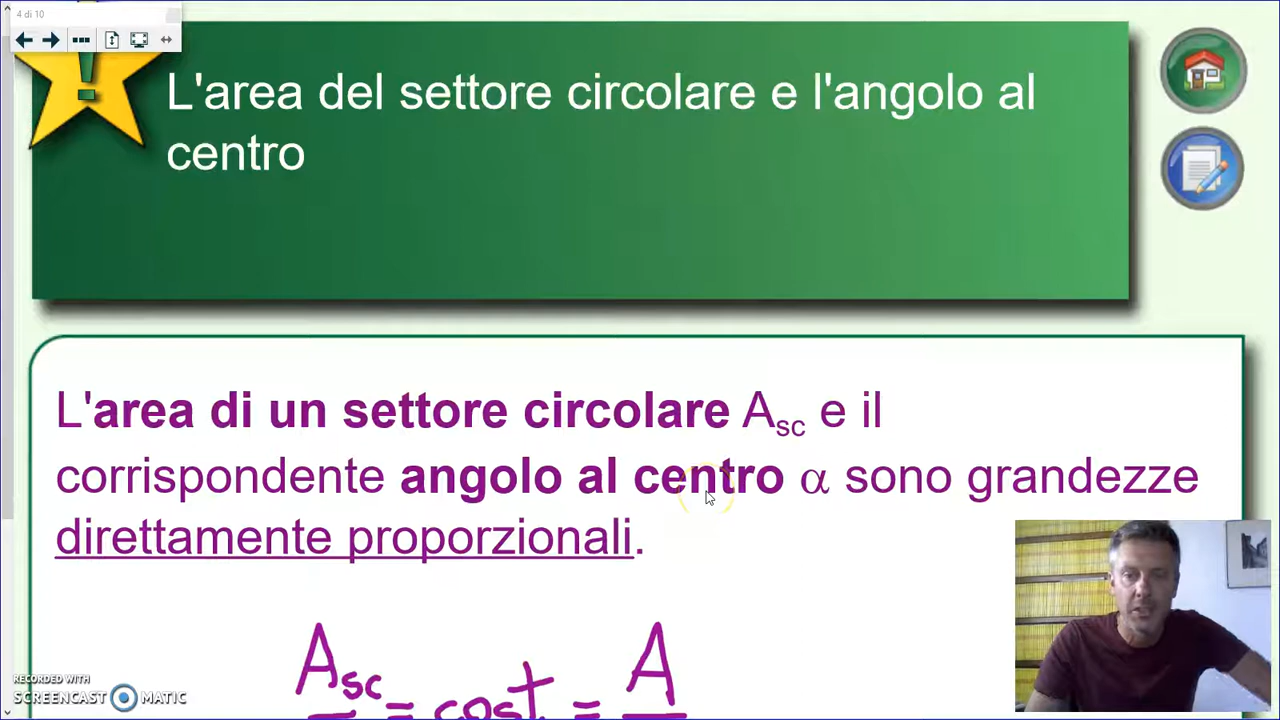 4 di 10
!
L'area del settore circolare e l'angolo al
centro
L'area di un settore circolare Asc e il
corrispondente angolo al centro α sono grandezze
direttamente proporzionali.
Asc = cost = A
RECORDED WITH
SCREENCAST MATIC